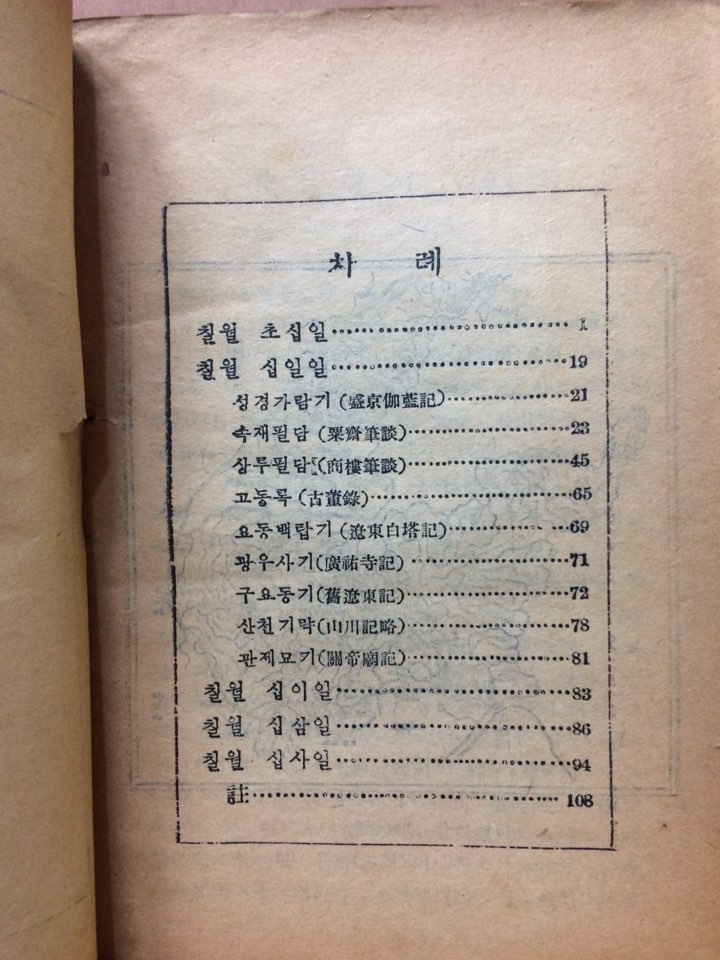 차 례
칠월 초십일 1
칠월 십일일 19
성경가람기 (盛京伽藍記) 21
속재필담 (粟齋筆談) 23
상루필담 (商樓筆談) 45
고동록 (古董錄) 65
요동백탑기 (遼東白塔記) 69
광우사기 (廣祐寺記) 71
구요동기 (舊遼東記) 72
산천기략 (山川記略) 78
관제묘기 (關帝廟記) 81
칠월 십이일 83
칠월 십삼일 86
칠월 십사일 94
註 108